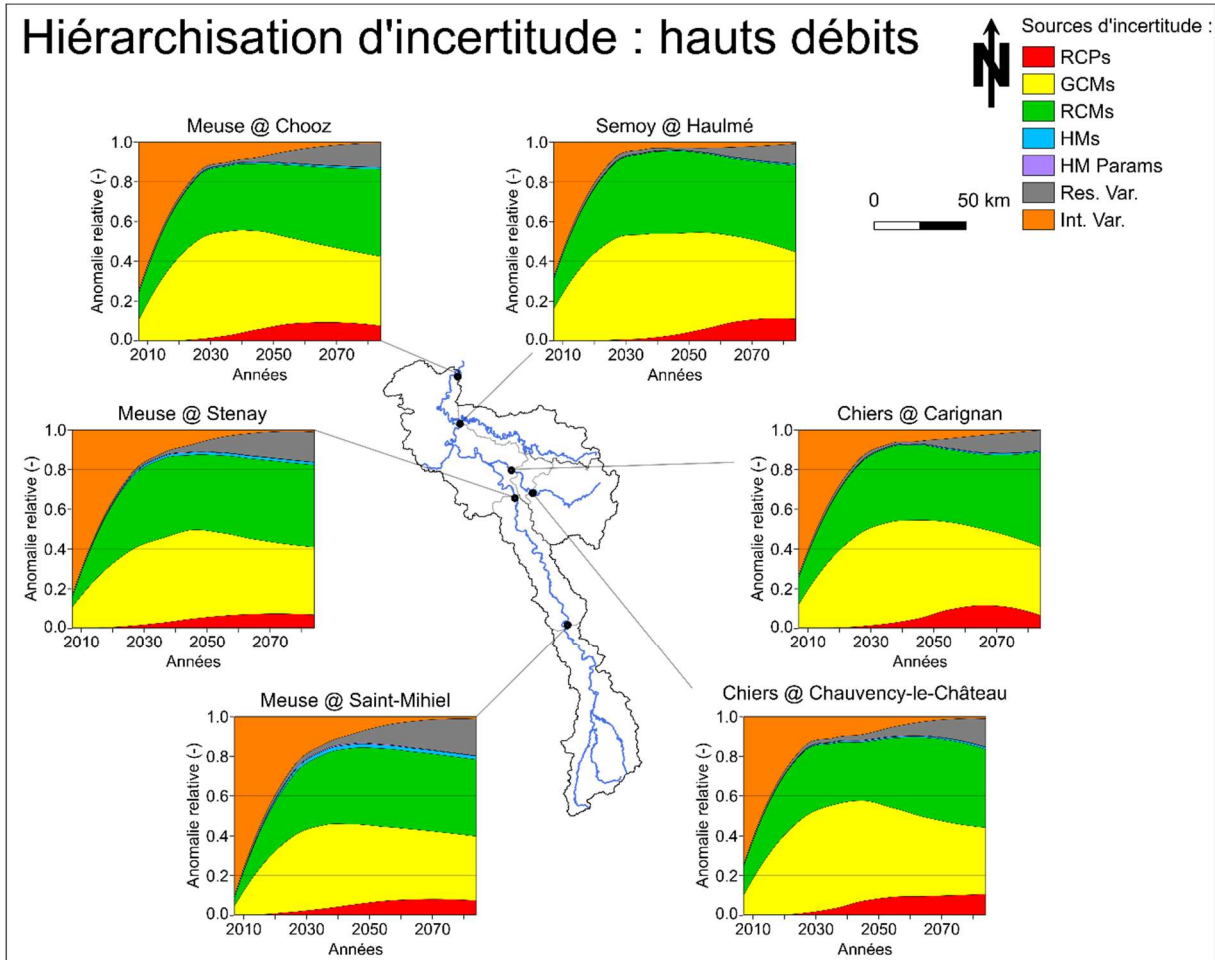 Hiérarchisation d'incertitude : hauts débits
N
Sources d'incertitude :
RCPs
GCMs
RCMs
HMs
HM Params
Res. Var.
Int. Var.
0 50 km
Meuse @ Chooz
Anomalie relative (-)
1.0
0.8
0.6
0.4
0.2
0.0
2010 2030 2050 2070
Années
Semoy @ Haulmé
Anomalie relative (-)
1.0
0.8
0.6
0.4
0.2
0.0
2010 2030 2050 2070
Années
Meuse @ Stenay
Anomalie relative (-)
1.0
0.8
0.6
0.4
0.2
0.0
2010 2030 2050 2070
Années
Chiers @ Carignan
Anomalie relative (-)
1.0
0.8
0.6
0.4
0.2
0.0
2010 2030 2050 2070
Années
Meuse @ Saint-Mihiel
Anomalie relative (-)
1.0
0.8
0.6
0.4
0.2
0.0
2010 2030 2050 2070
Années
Chiers @ Chauvency-le-Château
Anomalie relative (-)
1.0
0.8
0.6
0.4
0.2
0.0
2010 2030 2050 2070
Années